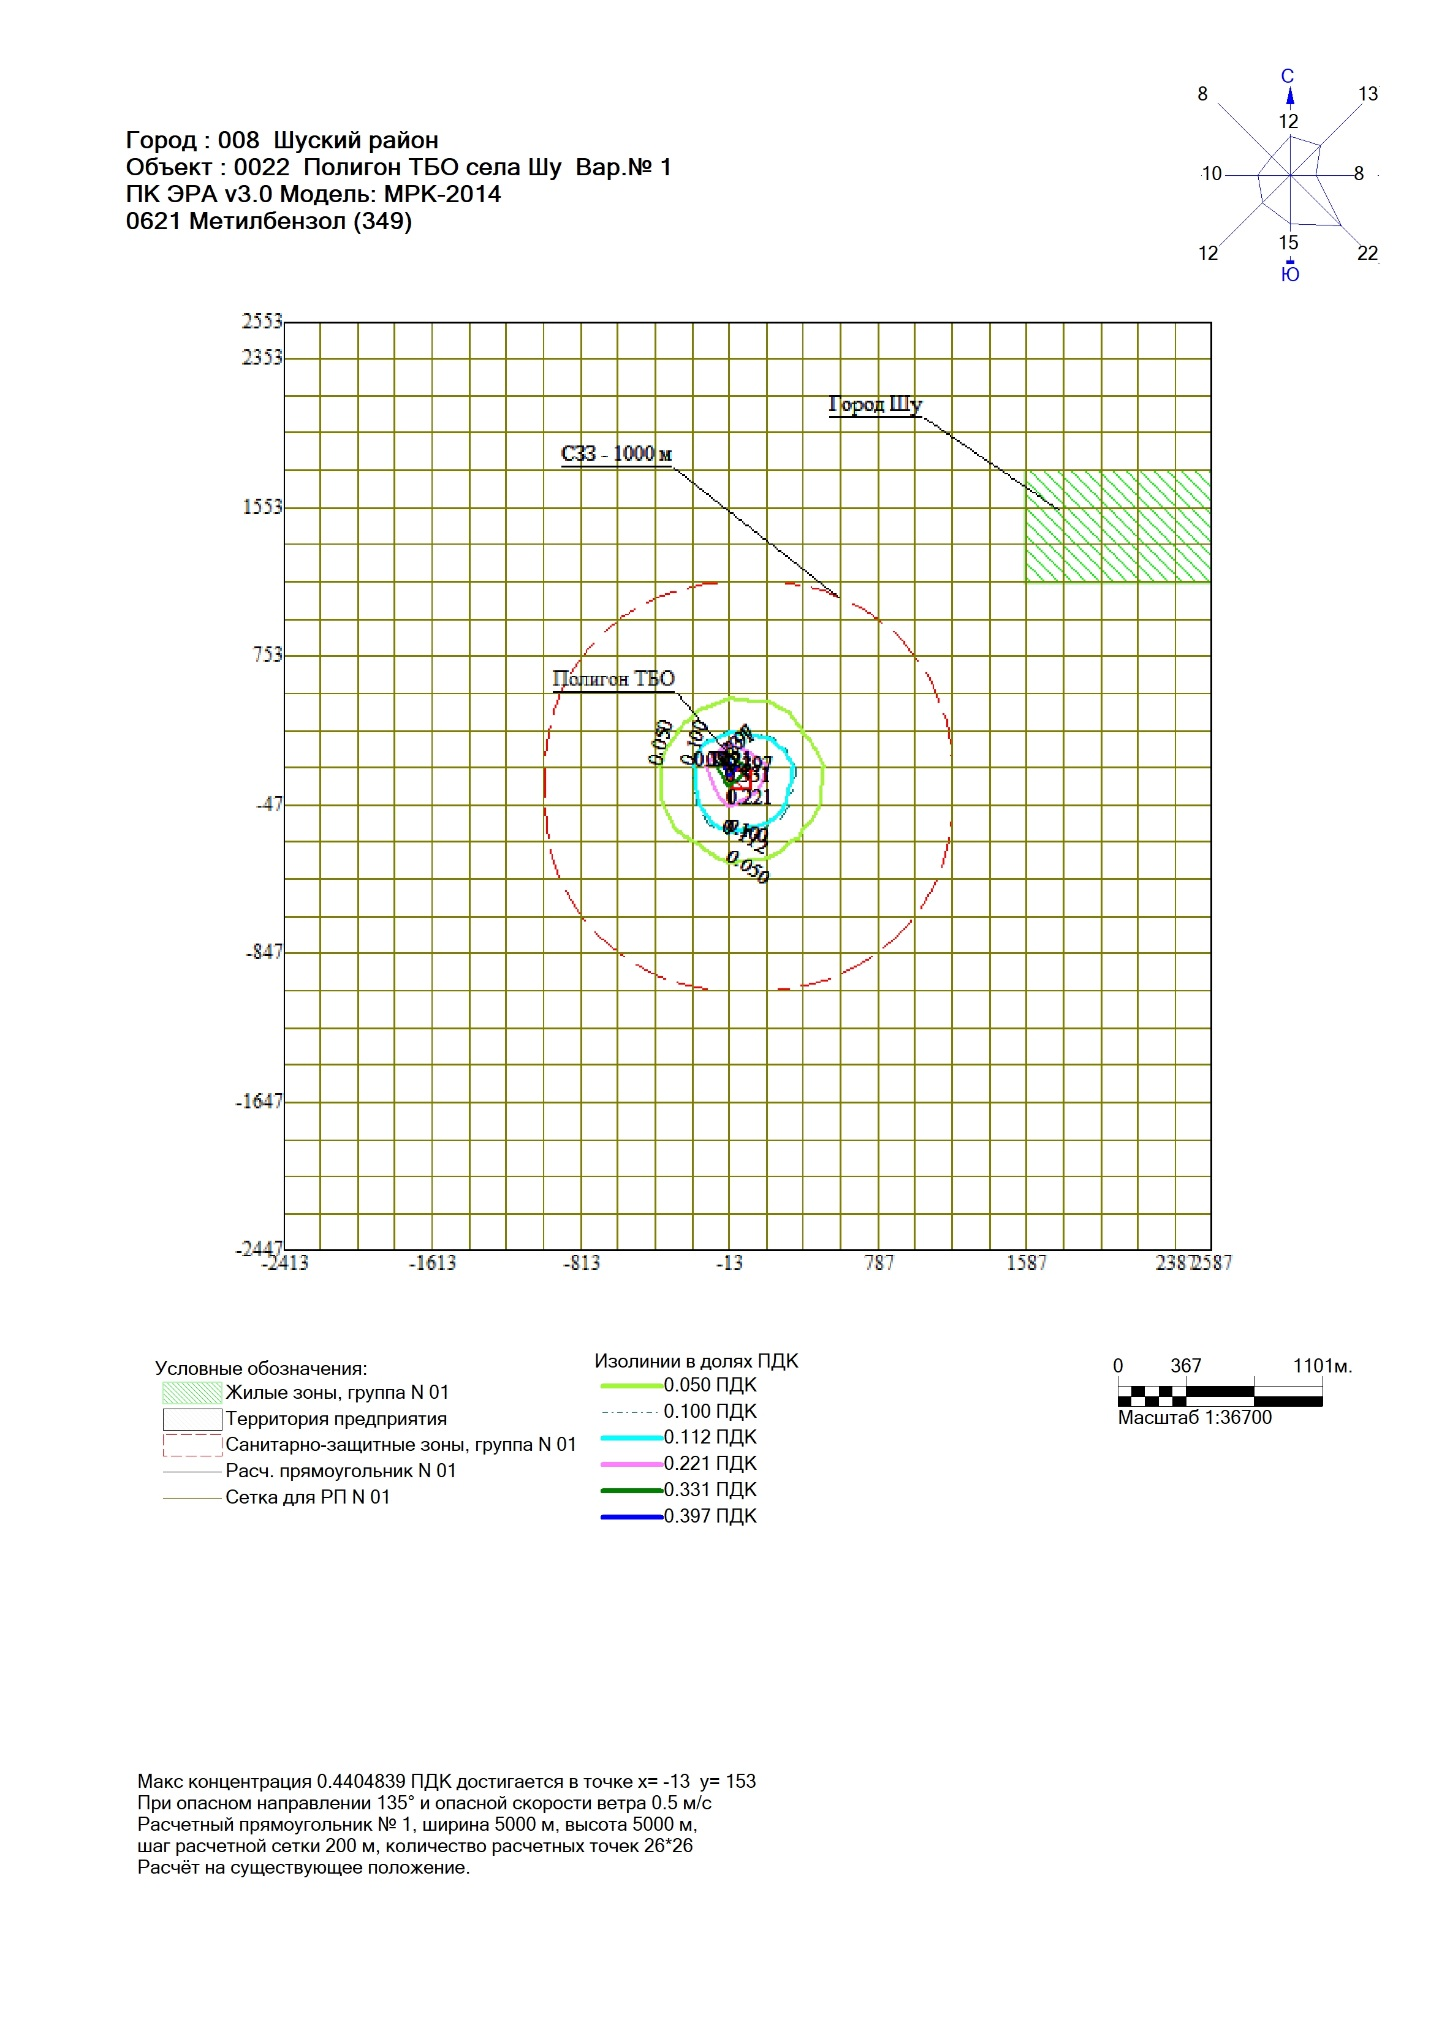 С
8
13
12
10
8
12
15
22
Ю
Город : 008 Шуский район
Объект : 0022 Полигон ТБО села Шу Вар.№ 1
ПК ЭРА v3.0 Модель: МРК-2014
0621 Метилбензол (349)
2553
2353
Город Шу
СЗЗ - 1000 м
1553
753
Полигон ТБО
0.050
0.100
0.221
-47
0.050
-847
-1647
-2447
-2413
-1613
-813
-13
787
1587
2387
2587
Условные обозначения:
Жилые зоны, группа N 01
Территория предприятия
Санитарно-защитные зоны, группа N 01
Расч. прямоугольник N 01
Сетка для РП N 01
Изолинии в долях ПДК
0.050 ПДК
0.100 ПДК
0.112 ПДК
0.221 ПДК
0.331 ПДК
0.397 ПДК
0 367 1101м.
Масштаб 1:36700
Макс концентрация 0.4404839 ПДК достигается в точке x= -13 y= 153
При опасном направлении 135° и опасной скорости ветра 0.5 м/с
Расчетный прямоугольник № 1, ширина 5000 м, высота 5000 м,
шаг расчетной сетки 200 м, количество расчетных точек 26*26
Расчёт на существующее положение.